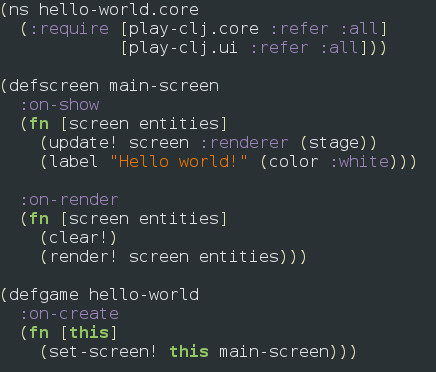 (ns hello-world.core
  (:require [play-clj.core :refer :all]
            [play-clj.ui :refer :all]))

(defscreen main-screen
  :on-show
  (fn [screen entities]
    (update! screen :renderer (stage))
    (label "Hello world!" (color :white)))

  :on-render
  (fn [screen entities]
    (clear!)
    (render! screen entities)))

(defgame hello-world
  :on-create
  (fn [this]
    (set-screen! this main-screen)))